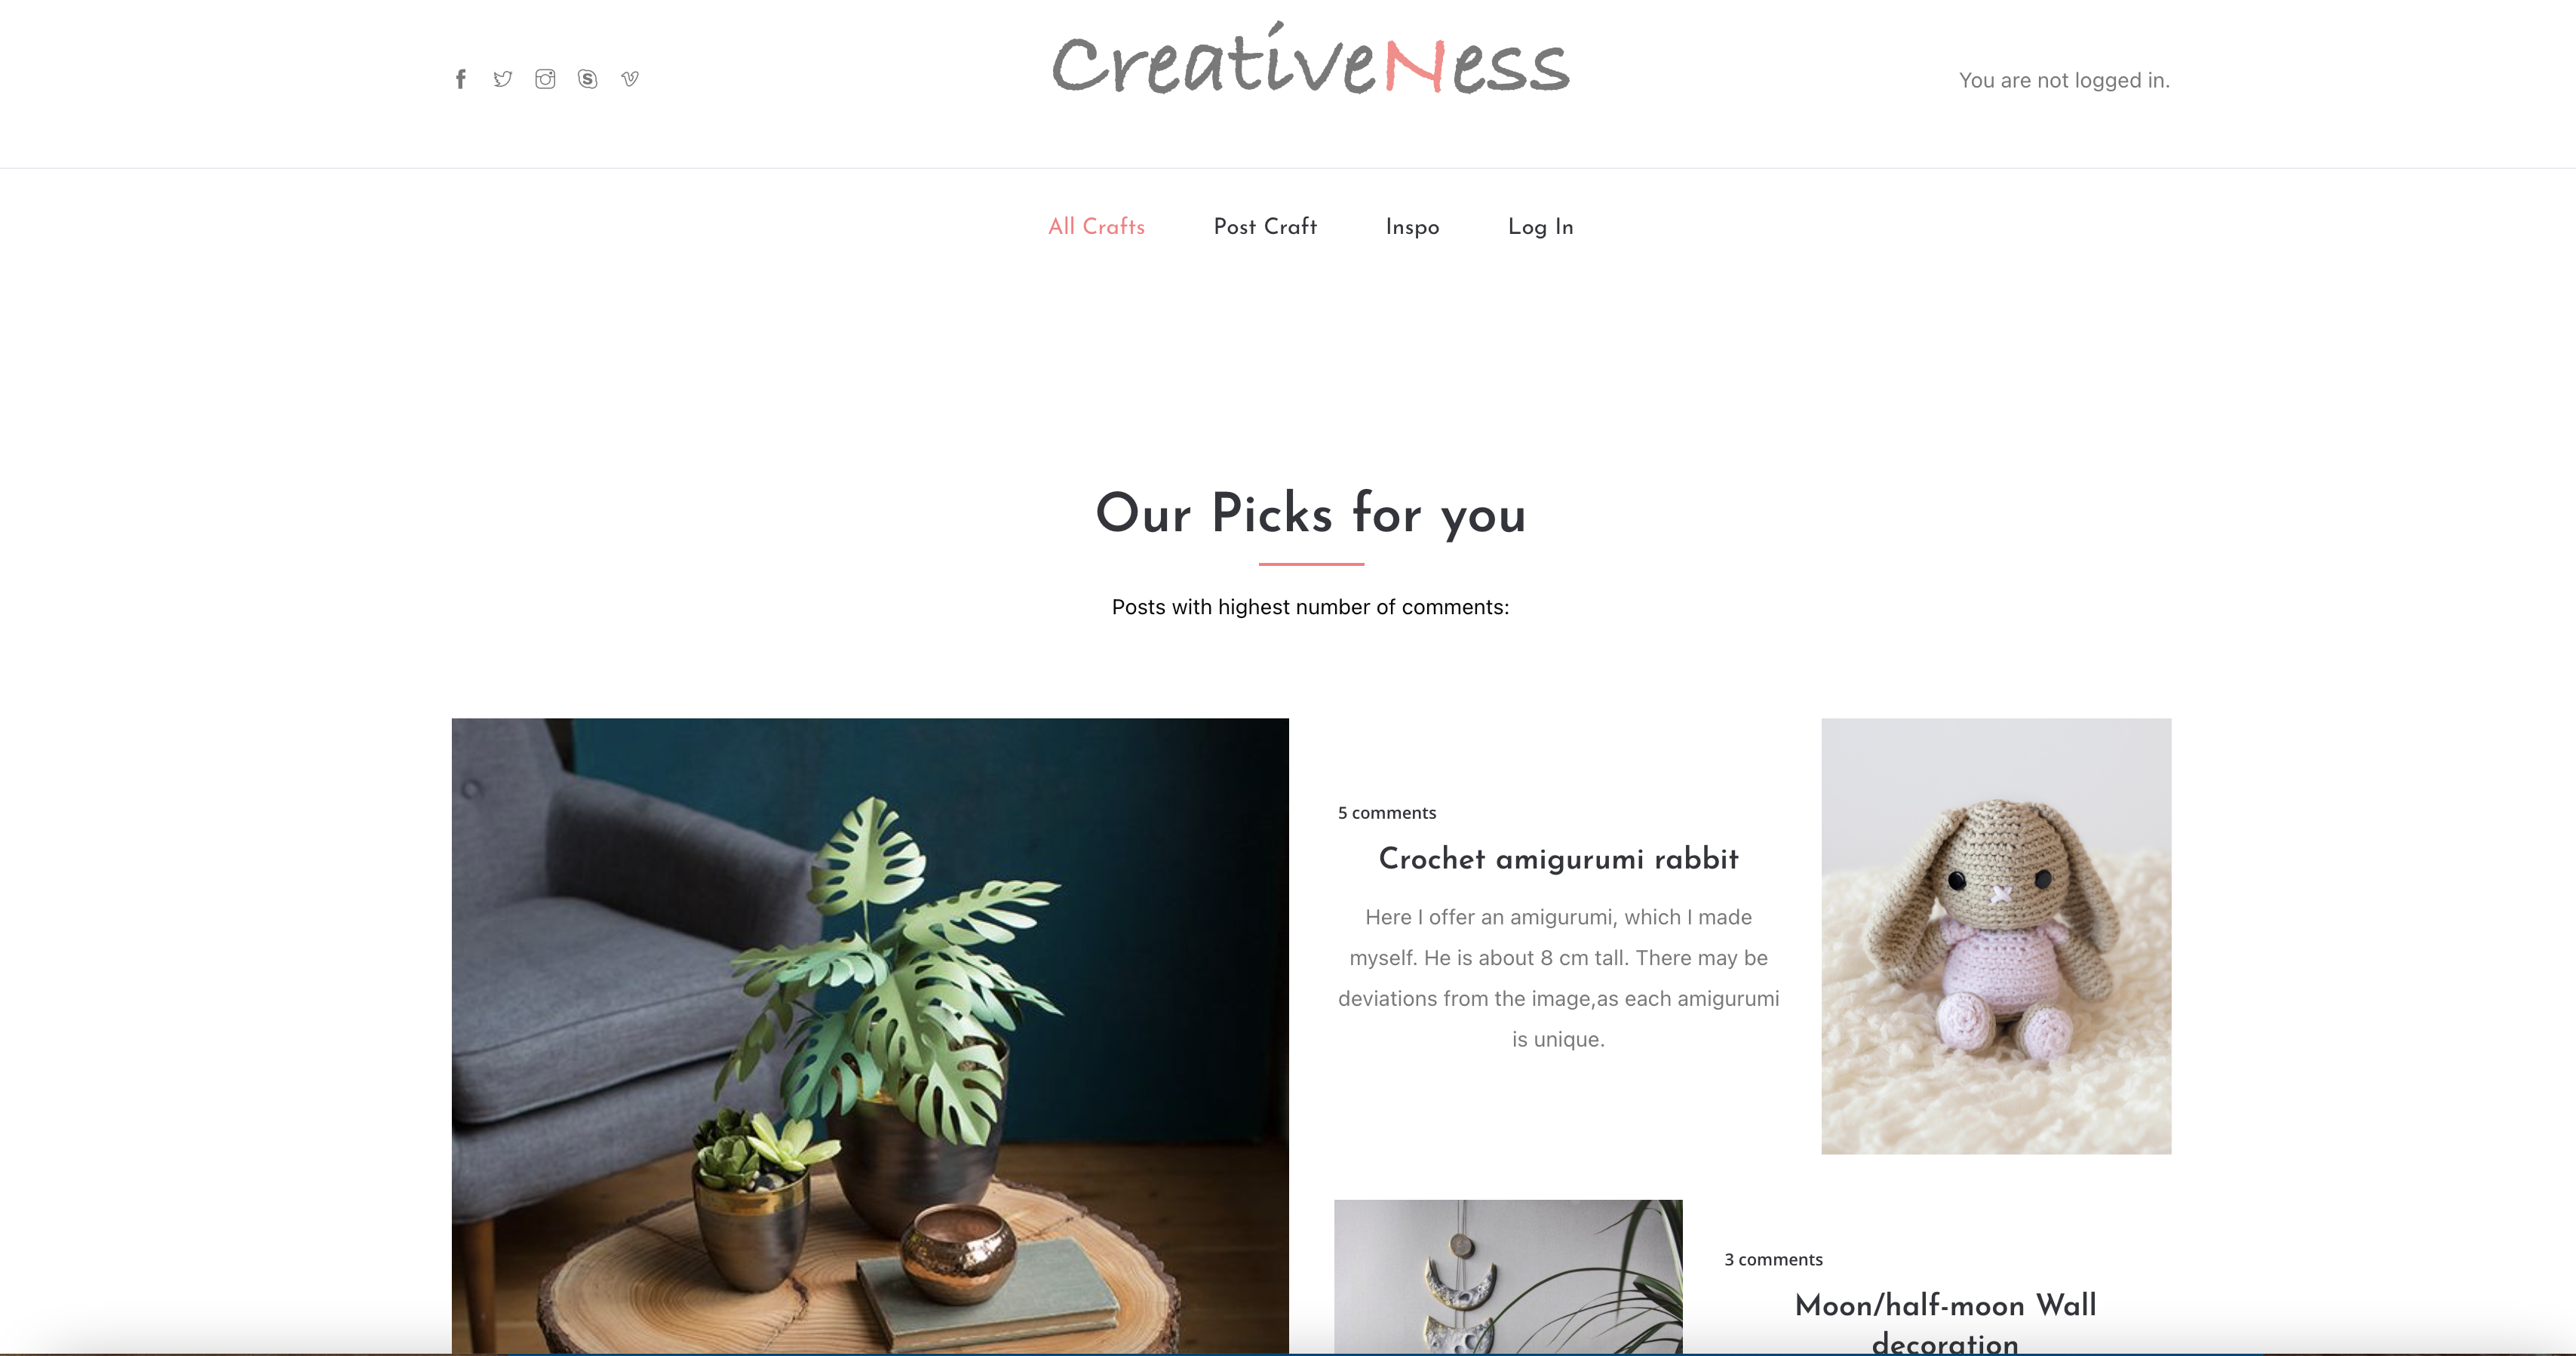 CreativeNess
You are not logged in.
All Crafts
Post Craft
Inspo
Log In
Our Picks for you
Posts with highest number of comments:
5 comments
Crochet amigurumi rabbit
Here I offer an amigurumi, which I made
myself. He is about 8 cm tall. There may be
deviations from the image,as each amigurumi
is unique.
3 comments
Moon/half-moon Wall
decoration